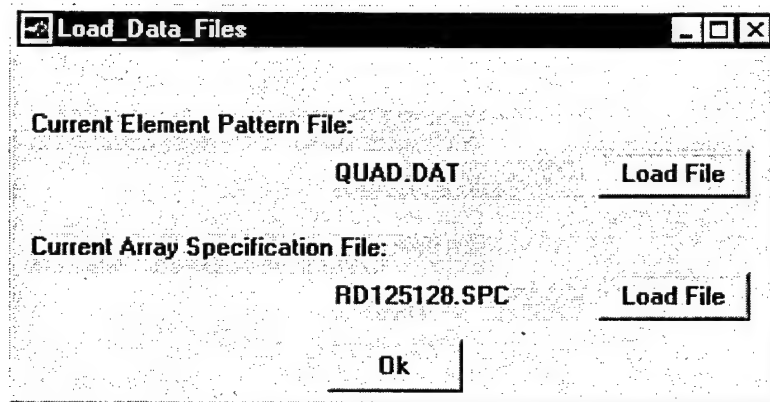 Load_Data_Files
Current Element Pattern File:
QUAD.DAT Load File
Current Array Specification File:
RD125128.SPC Load File
Ok